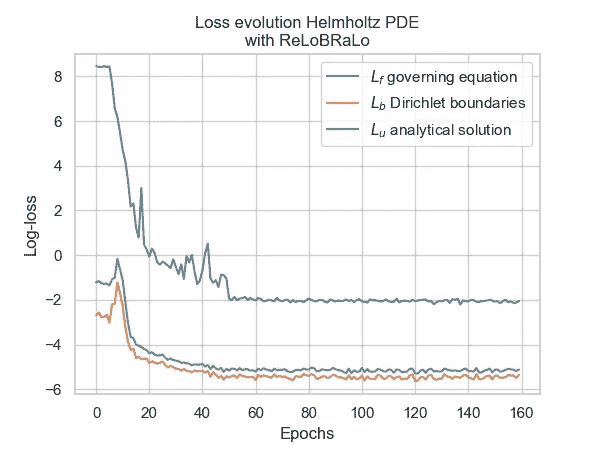 Loss evolution Helmholtz PDE
with ReLoBRaLo
L_f governing equation
L_b Dirichlet boundaries
L_u analytical solution
Log-loss
8
6
4
2
0
−2
−4
−6
0 20 40 60 80 100 120 140 160
Epochs